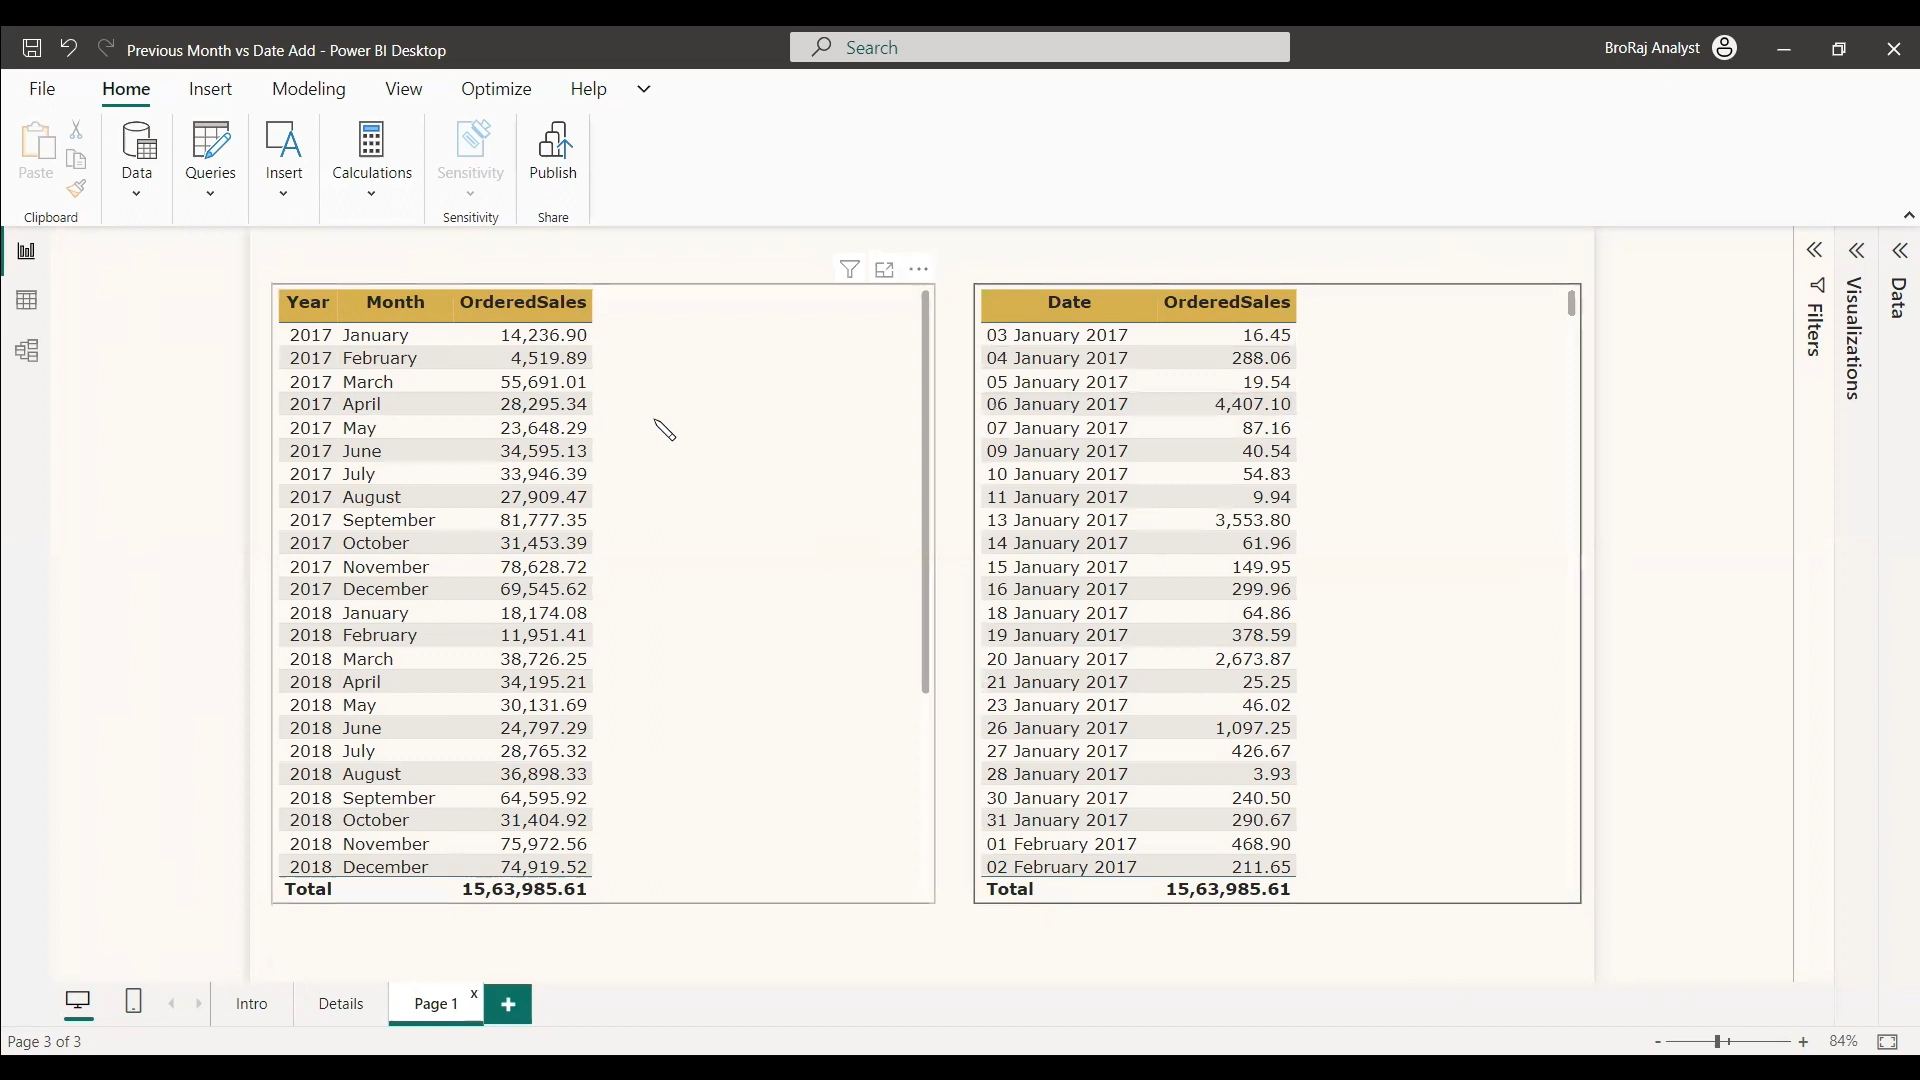 Previous Month vs Date Add - Power BI Desktop
Search
BroRaj Analyst
File Home Insert Modeling View Optimize Help
Paste
Data
Queries
Insert
Calculations
Sensitivity
Publish
Clipboard
Sensitivity
Share
Year Month OrderedSales
2017 January 14,236.90
2017 February 4,519.89
2017 March 55,691.01
2017 April 28,295.34
2017 May 23,648.29
2017 June 34,595.13
2017 July 33,946.39
2017 August 27,909.47
2017 September 81,777.35
2017 October 31,453.39
2017 November 78,628.72
2017 December 69,545.62
2018 January 18,174.08
2018 February 11,951.41
2018 March 38,726.25
2018 April 34,195.21
2018 May 30,131.69
2018 June 24,797.29
2018 July 28,765.32
2018 August 36,898.33
2018 September 64,595.92
2018 October 31,404.92
2018 November 75,972.56
2018 December 74,919.52
Total 15,63,985.61
Date OrderedSales
03 January 2017 16.45
04 January 2017 288.06
05 January 2017 19.54
06 January 2017 4,407.10
07 January 2017 87.16
09 January 2017 40.54
10 January 2017 54.83
11 January 2017 9.94
13 January 2017 3,553.80
14 January 2017 61.96
15 January 2017 149.95
16 January 2017 299.96
18 January 2017 64.86
19 January 2017 378.59
20 January 2017 2,673.87
21 January 2017 25.25
23 January 2017 46.02
26 January 2017 1,097.25
27 January 2017 426.67
28 January 2017 3.93
30 January 2017 240.50
31 January 2017 290.67
01 February 2017 468.90
02 February 2017 211.65
Total 15,63,985.61
Filters
Visualizations
Data
Intro
Details
Page 1
x
+
Page 3 of 3
- + 84%